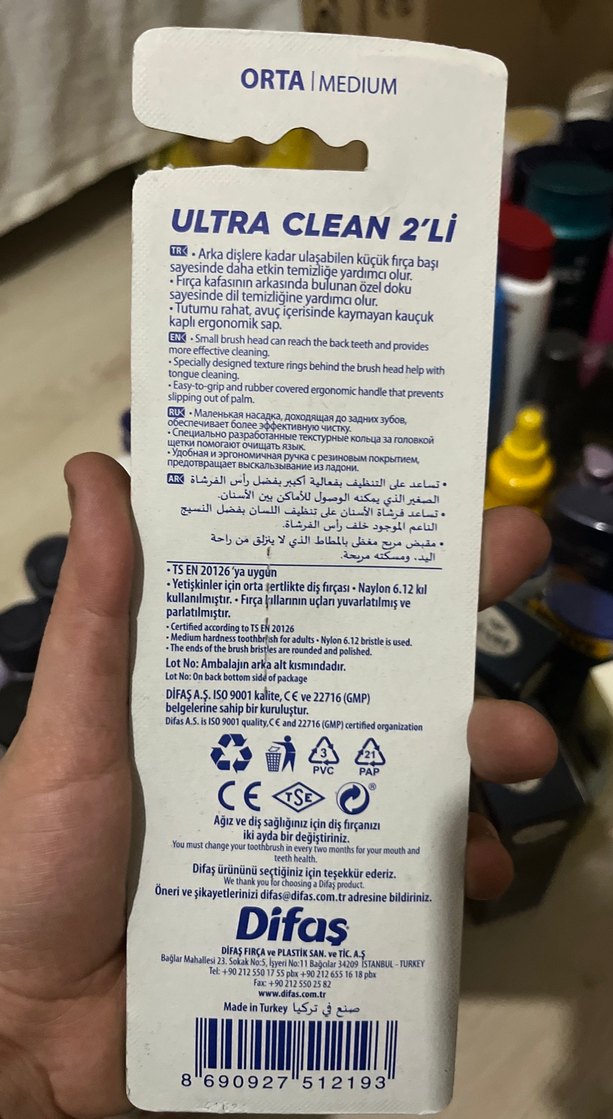 ORTA | MEDIUM
ULTRA CLEAN 2'Lİ
TR • Arka dişlere kadar ulaşabilen küçük fırça başı
sayesinde daha etkin temizliğe yardımcı olur.
• Fırça kafasının arkasında bulunan özel doku
sayesinde dil temizliğine yardımcı olur.
• Tutumu rahat, avuç içerisinde kaymayan kauçuk
kaplı ergonomik sap.
EN • Small brush head can reach the back teeth and provides
more effective cleaning.
• Specially designed texture rings behind the brush head help with
tongue cleaning.
• Easy-to-grip and rubber covered ergonomic handle that prevents
slipping out of palm.
RU • Маленькая насадка, доходящая до задних зубов,
обеспечивает более эффективную чистку.
• Специально разработанные текстурные кольца за головкой
щетки помогают очищать язык.
• Удобная и эргономичная ручка с резиновым покрытием,
предотвращает выскальзывание из ладони.
AR • تساعد على التنظيف بفعالية أكبر بفضل رأس الفرشاة
الصغير الذي يمكنه الوصول للأماكن بين الأسنان.
• تساعد فرشاة الأسنان على تنظيف اللسان بفضل النسيج
الناعم الموجود خلف رأس الفرشاة.
• مقبض مريح مغطى بالمطاط الذي لا ينزلق من راحة
اليد. ومسكته مريحة.
• TS EN 20126 'ya uygun
• Yetişkinler için orta sertlikte diş fırçası • Naylon 6.12 kıl
kullanılmıştır. • Fırça kıllarının uçları yuvarlatılmış ve
parlatılmıştır.
• Certified according to TS EN 20126
• Medium hardness toothbrush for adults • Nylon 6.12 bristle is used.
• The ends of the brush bristles are rounded and polished.
Lot No: Ambalajın arka alt kısmındadır.
Lot No: On back bottom side of package
DİFAŞ A.Ş. ISO 9001 kalite, CE ve 22716 (GMP)
belgelerine sahip bir kuruluştur.
Difas A.S. is ISO 9001 quality, CE and 22716 (GMP) certified organization
3 21
PVC PAP
CE TSE ®
Ağız ve diş sağlığınız için diş fırçanızı
iki ayda bir değiştiriniz.
You must change your toothbrush in every two months for your mouth and
teeth health.
Difaş ürününü seçtiğiniz için teşekkür ederiz.
We thank you for choosing a Difaş product.
Öneri ve şikayetlerinizi difas@difas.com.tr adresine bildiriniz.
Difaş
DİFAŞ FIRÇA ve PLASTİK SAN. ve TİC. A.Ş
Bağlar Mahallesi 23. Sokak No:5, İşyeri No:11 Bağcılar 34209 İSTANBUL - TURKEY
Tel: +90 212 550 17 55 pbx +90 212 655 16 18 pbx
Fax: +90 212 550 25 82
www.difas.com.tr
Made in Turkey صنع في تركيا
8 690927 512193